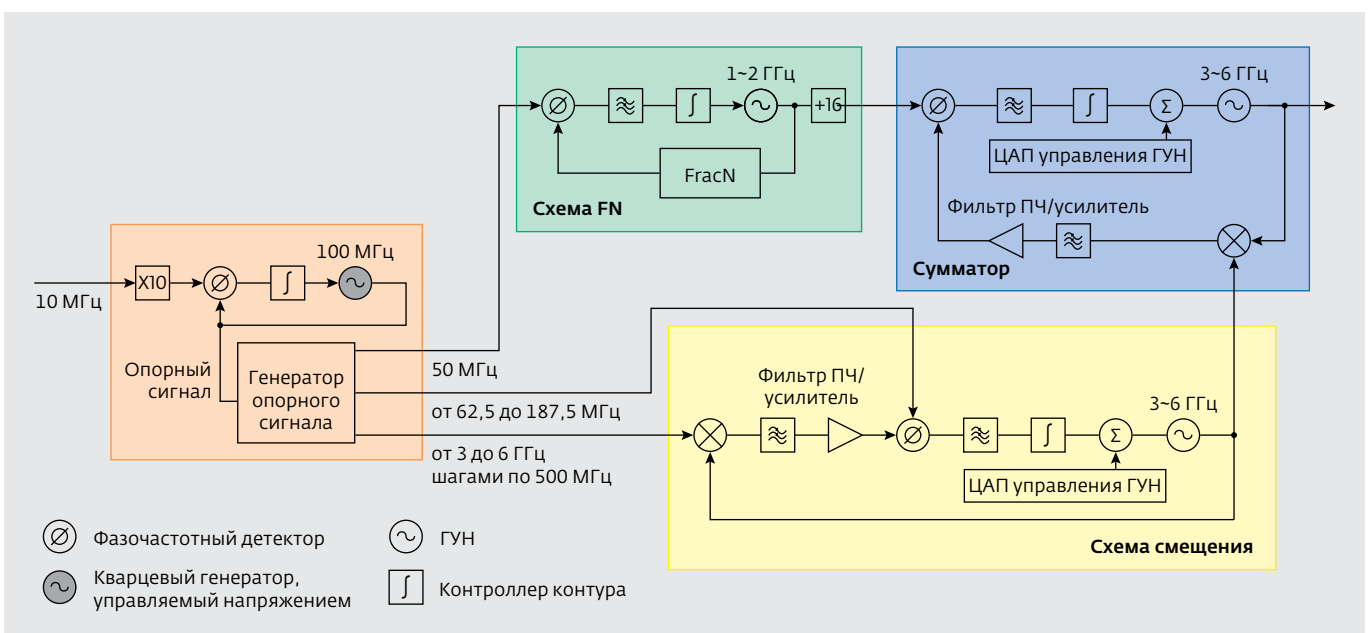 1~2 ГГц
+16
FracN
Схема FN
3~6 ГГц
Σ
ЦАП управления ГУН
Фильтр ПЧ/усилитель
Сумматор
10 МГц
X10
100 МГц
Опорный
сигнал
Генератор
опорного
сигнала
50 МГц
от 62,5 до 187,5 МГц
от 3 до 6 ГГц
шагами по 500 МГц
Фильтр ПЧ/
усилитель
3~6 ГГц
Σ
ЦАП управления ГУН
Схема смещения
Фазочастотный детектор
ГУН
Кварцевый генератор,
управляемый напряжением
Контроллер контура